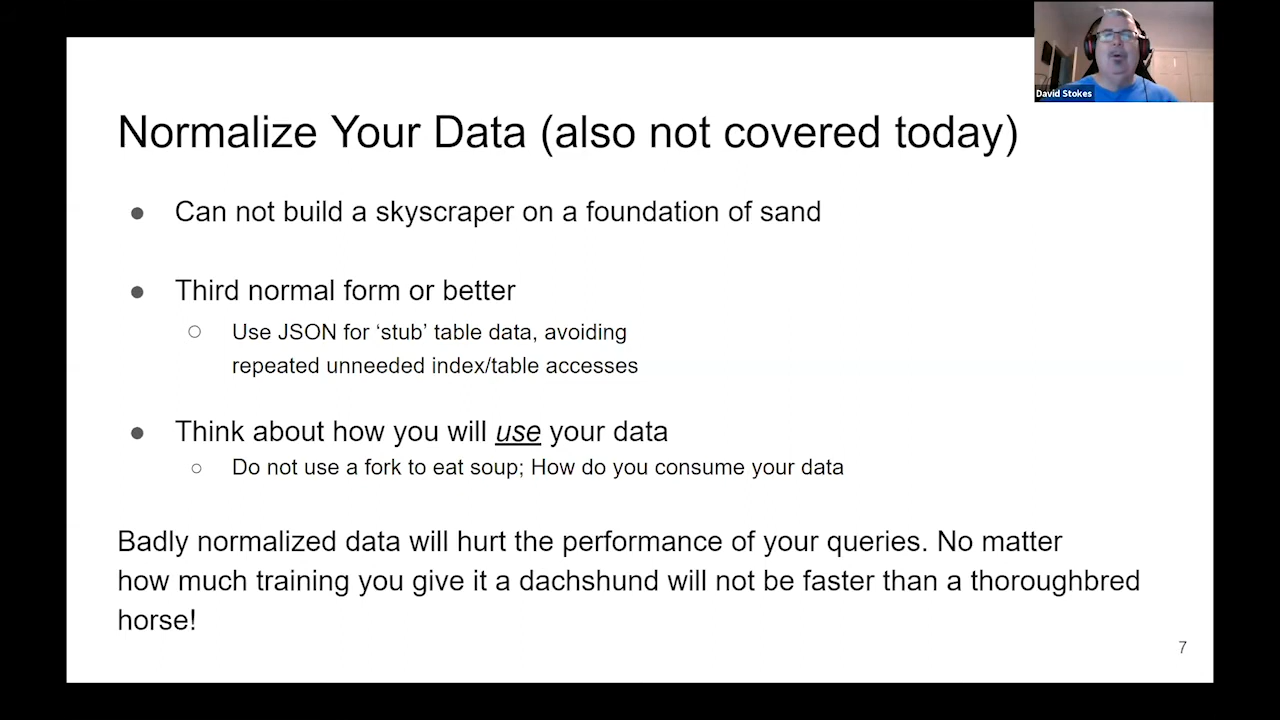 David Stokes
Normalize Your Data (also not covered today)
● Can not build a skyscraper on a foundation of sand
● Third normal form or better
○ Use JSON for ‘stub’ table data, avoiding
repeated unneeded index/table accesses
● Think about how you will use your data
○ Do not use a fork to eat soup; How do you consume your data
Badly normalized data will hurt the performance of your queries. No matter
how much training you give it a dachshund will not be faster than a thoroughbred
horse!
7